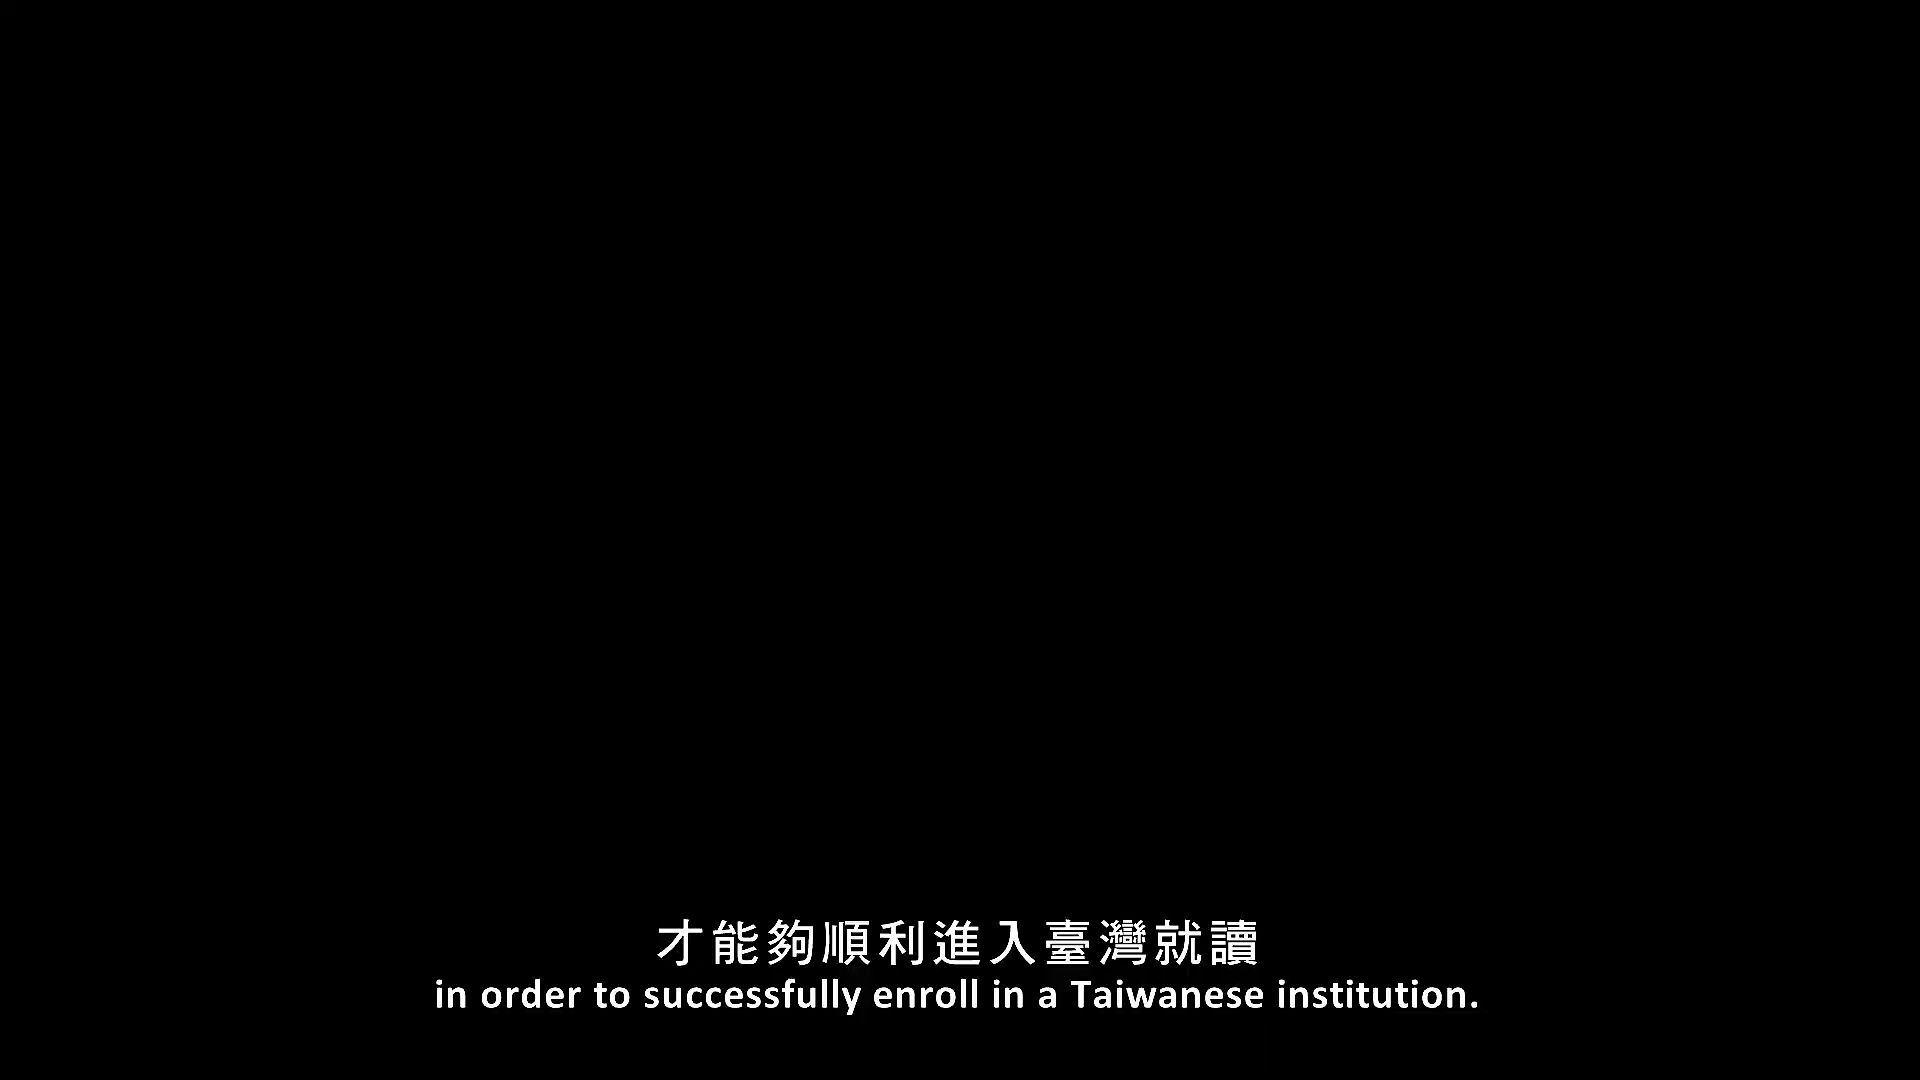 才能夠順利進入臺灣就讀
in order to successfully enroll in a Taiwanese institution.